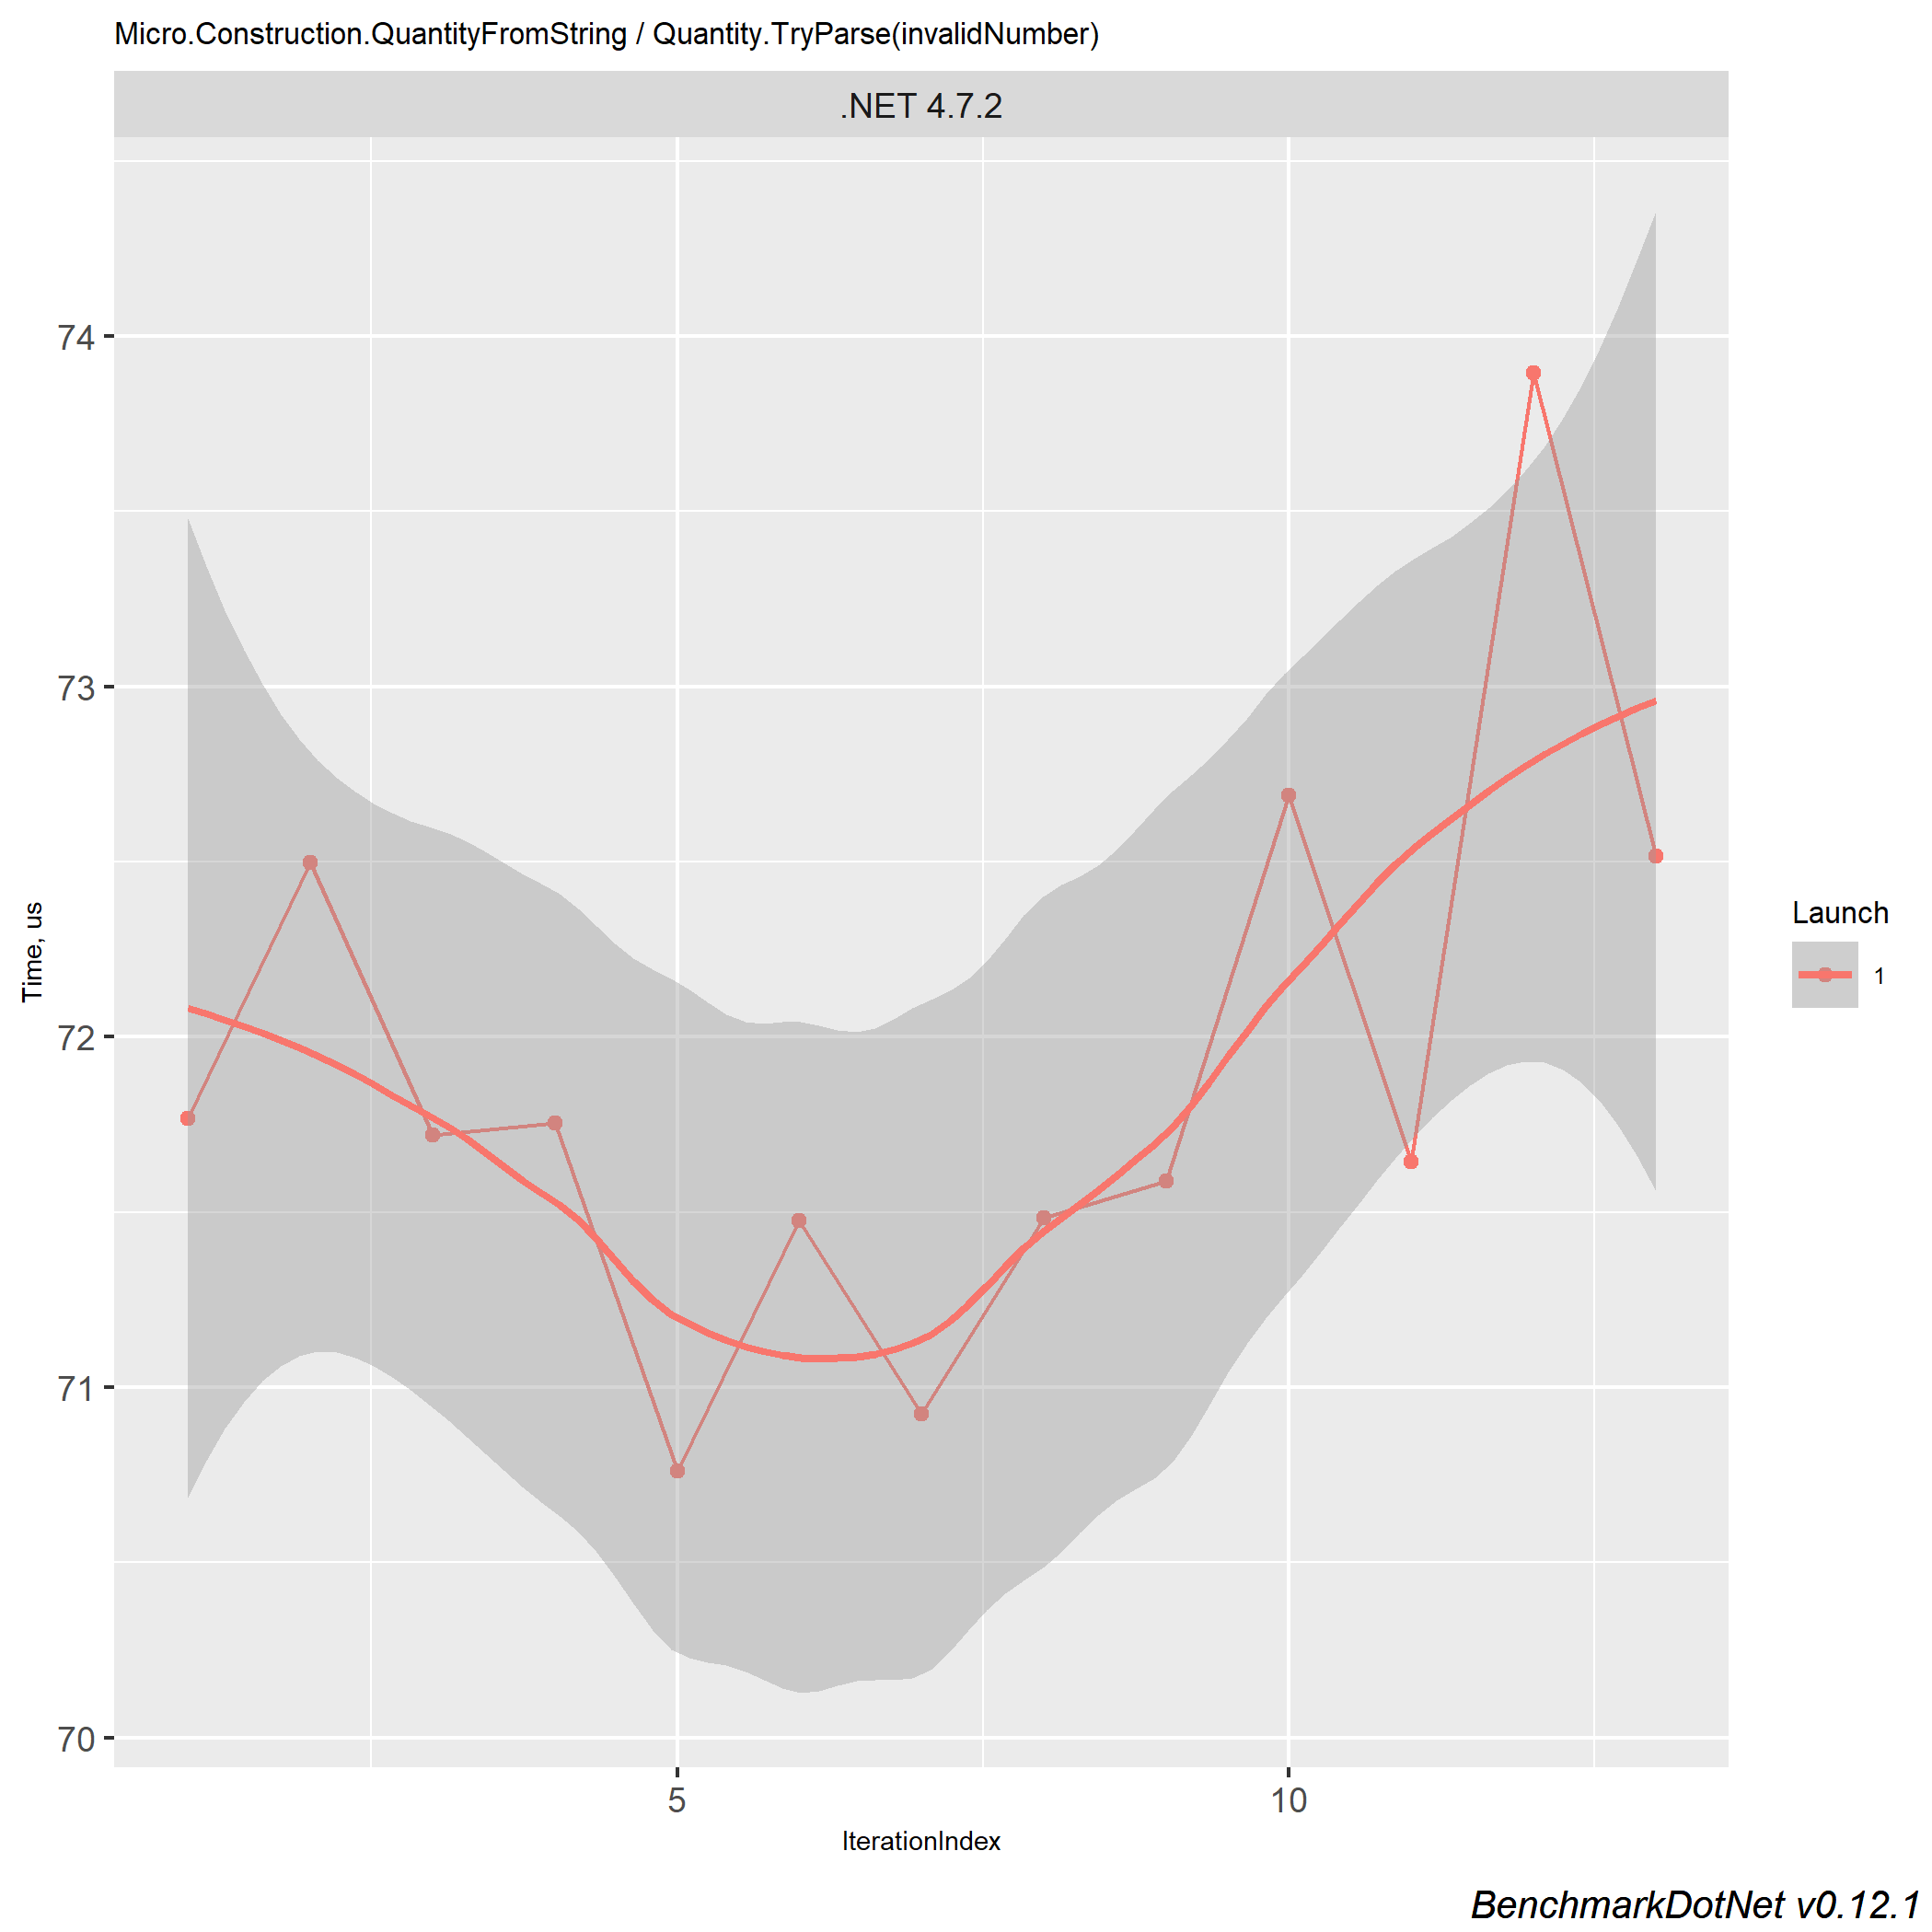 Micro.Construction.QuantityFromString / Quantity.TryParse(invalidNumber)
.NET 4.7.2
74
73
72
71
70
Time, us
5
10
IterationIndex
Launch
1
BenchmarkDotNet v0.12.1